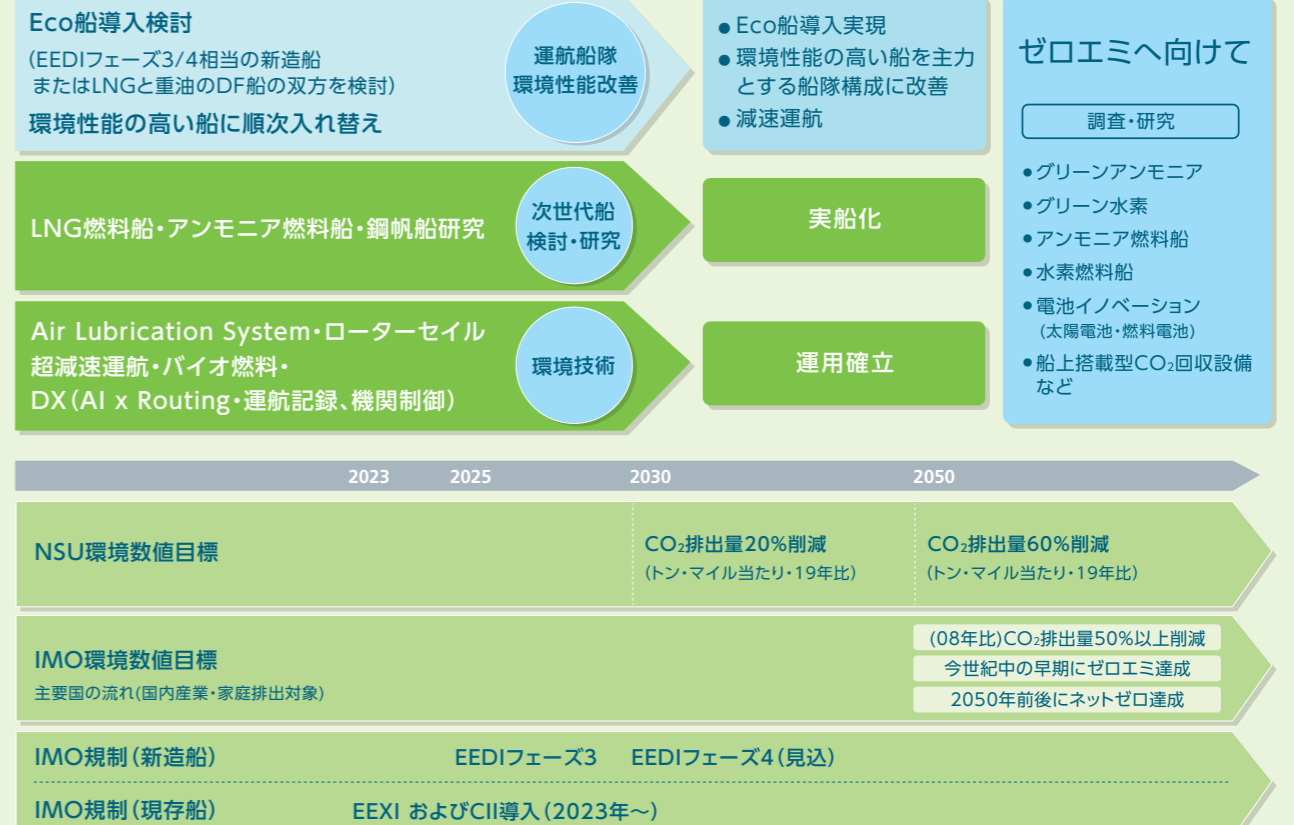 Eco船導入検討
(EEDIフェーズ3/4相当の新造船
またはLNGと重油のDF船の双方を検討)
環境性能の高い船に順次入れ替え
運航船隊
環境性能改善
●Eco船導入実現
●環境性能の高い船を主力
とする船隊構成に改善
●減速運航
LNG燃料船・アンモニア燃料船・鋼帆船研究
次世代船
検討・研究
実船化
Air Lubrication System・ローターセイル
超減速運航・バイオ燃料・
DX(AI x Routing・運航記録、機関制御)
環境技術
運用確立
ゼロエミへ向けて
調査・研究
●グリーンアンモニア
●グリーン水素
●アンモニア燃料船
●水素燃料船
●電池イノベーション
(太陽電池・燃料電池)
●船上搭載型CO₂回収設備
など
2023 2025 2030 2050
NSU環境数値目標
CO₂排出量20%削減
(トン・マイル当たり・19年比)
CO₂排出量60%削減
(トン・マイル当たり・19年比)
IMO環境数値目標
主要国の流れ(国内産業・家庭排出対象)
(08年比)CO₂排出量50%以上削減
今世紀中の早期にゼロエミ達成
2050年前後にネットゼロ達成
IMO規制(新造船) EEDIフェーズ3 EEDIフェーズ4(見込)
IMO規制(現存船) EEXI およびCII導入(2023年〜)